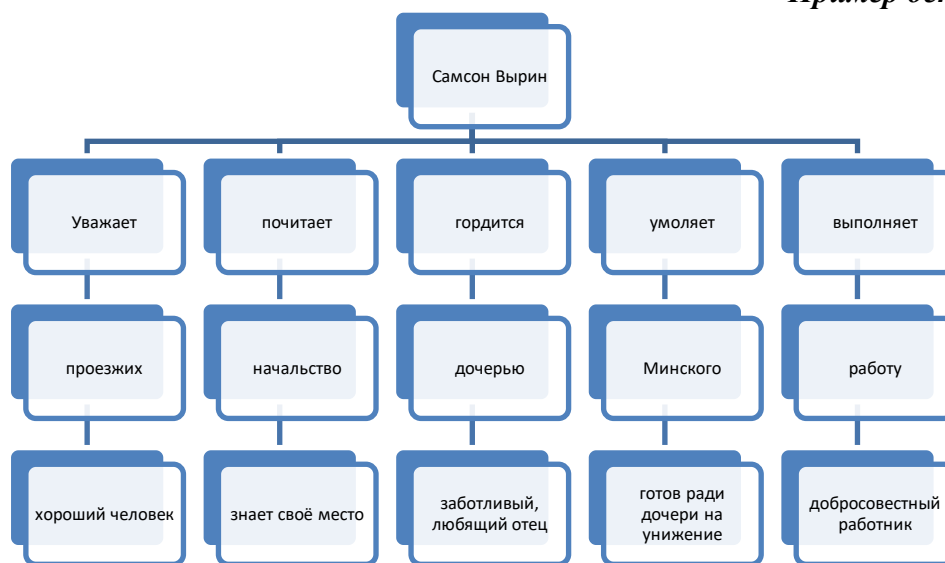 Пример
Самсон Вырин
Уважает
почитает
гордится
умоляет
выполняет
проезжих
начальство
дочерью
Минского
работу
хороший человек
знает своё место
заботливый,
любящий отец
готов ради
дочери на
унижение
добросовестный
работник